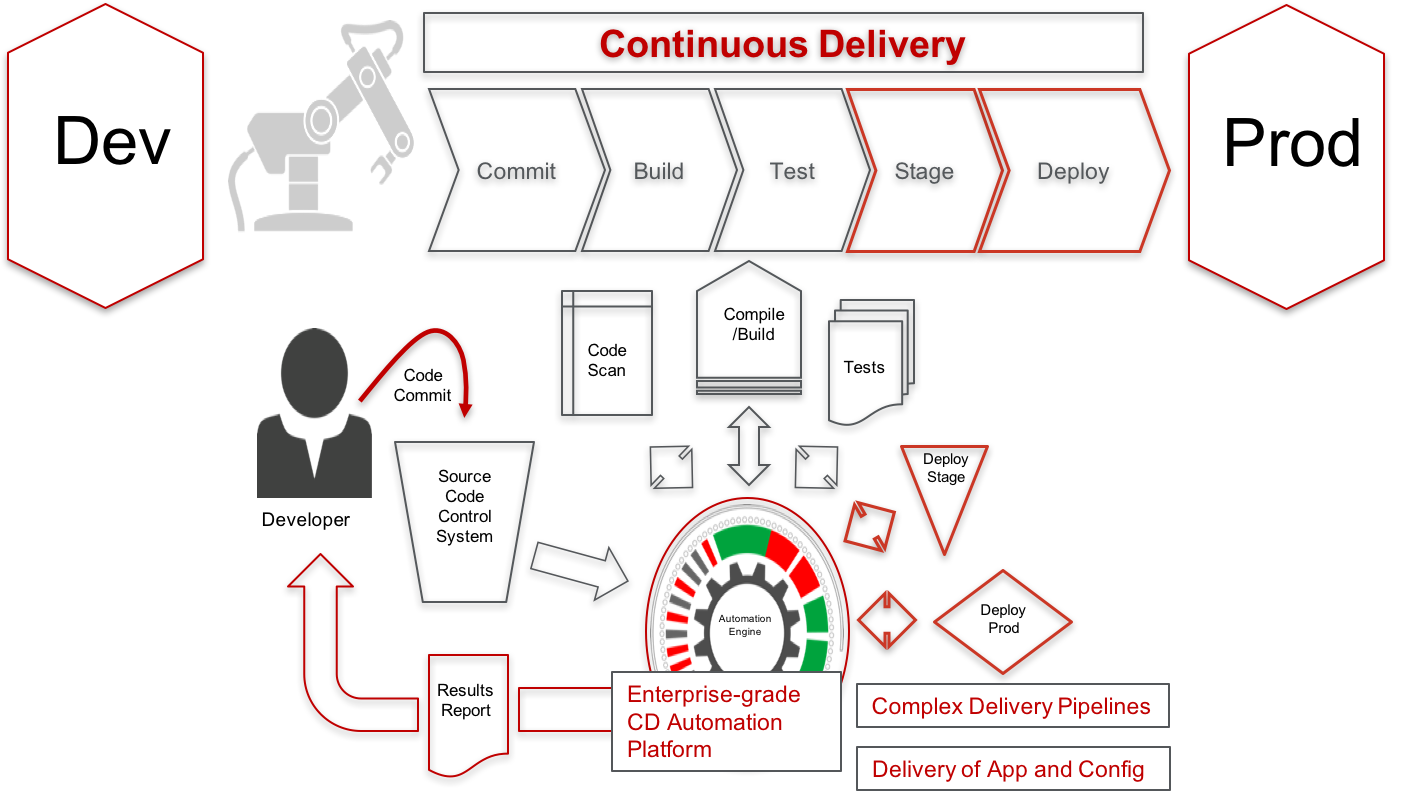 Continuous Delivery
Dev
Prod
Commit
Build
Test
Stage
Deploy
Code
Scan
Compile
/Build
Tests
Code
Commit
Developer
Source
Code
Control
System
Deploy
Stage
Automation
Engine
Deploy
Prod
Results
Report
Enterprise-grade
CD Automation
Platform
Complex Delivery Pipelines
Delivery of App and Config